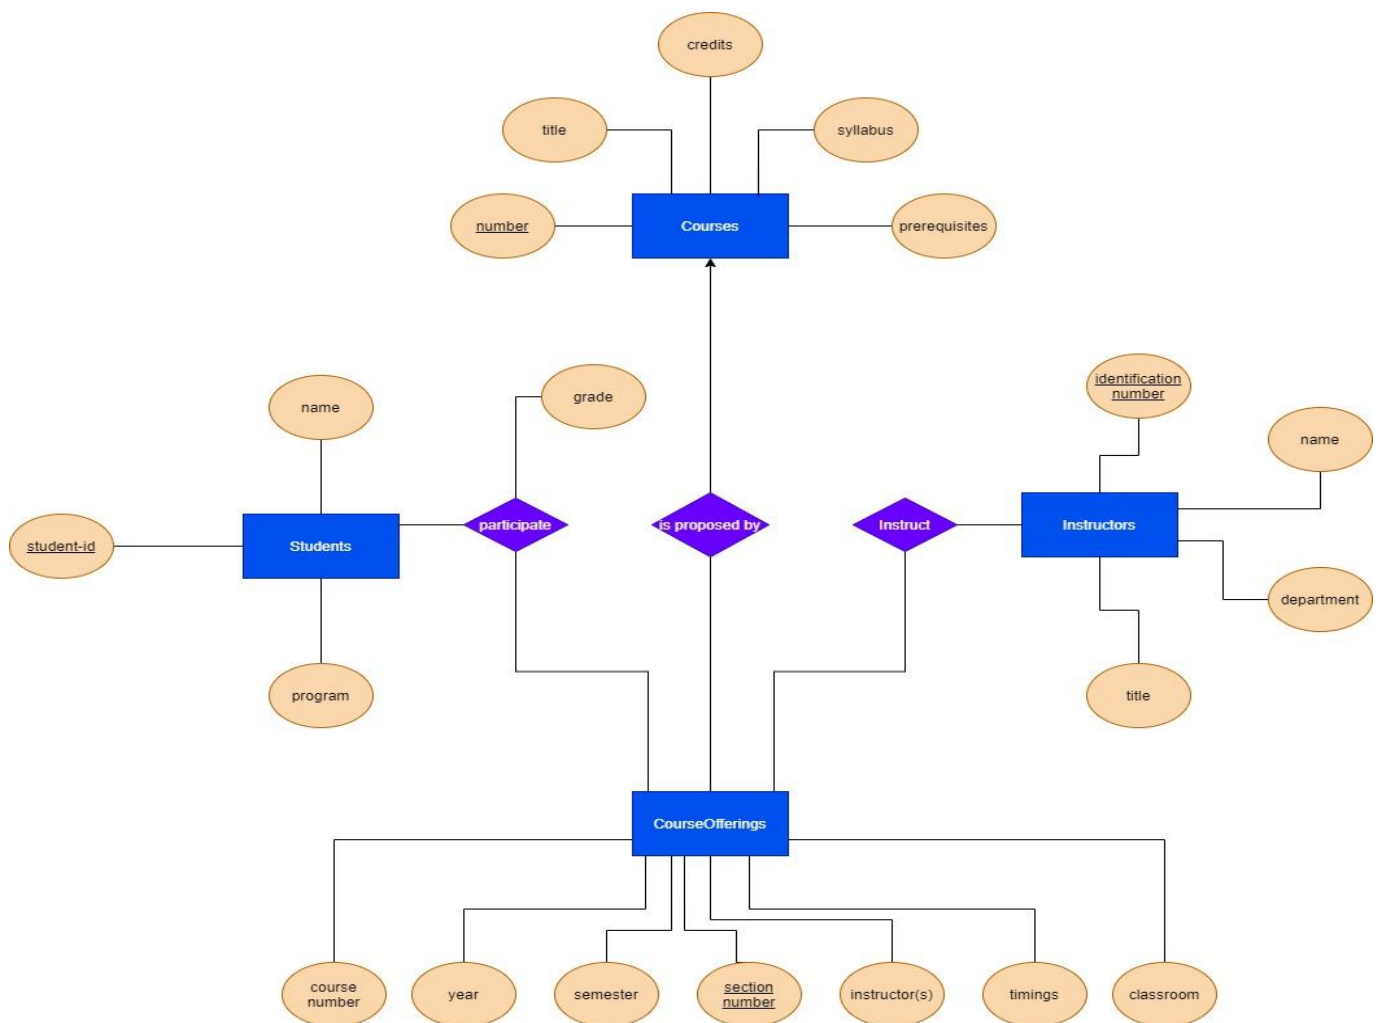 credits
title
syllabus
number
Courses
prerequisites
identification
number
grade
name
name
participate
is proposed by
Instruct
Instructors
student-id
Students
department
program
title
CourseOfferings
course
number
year
semester
section
number
instructor(s)
timings
classroom